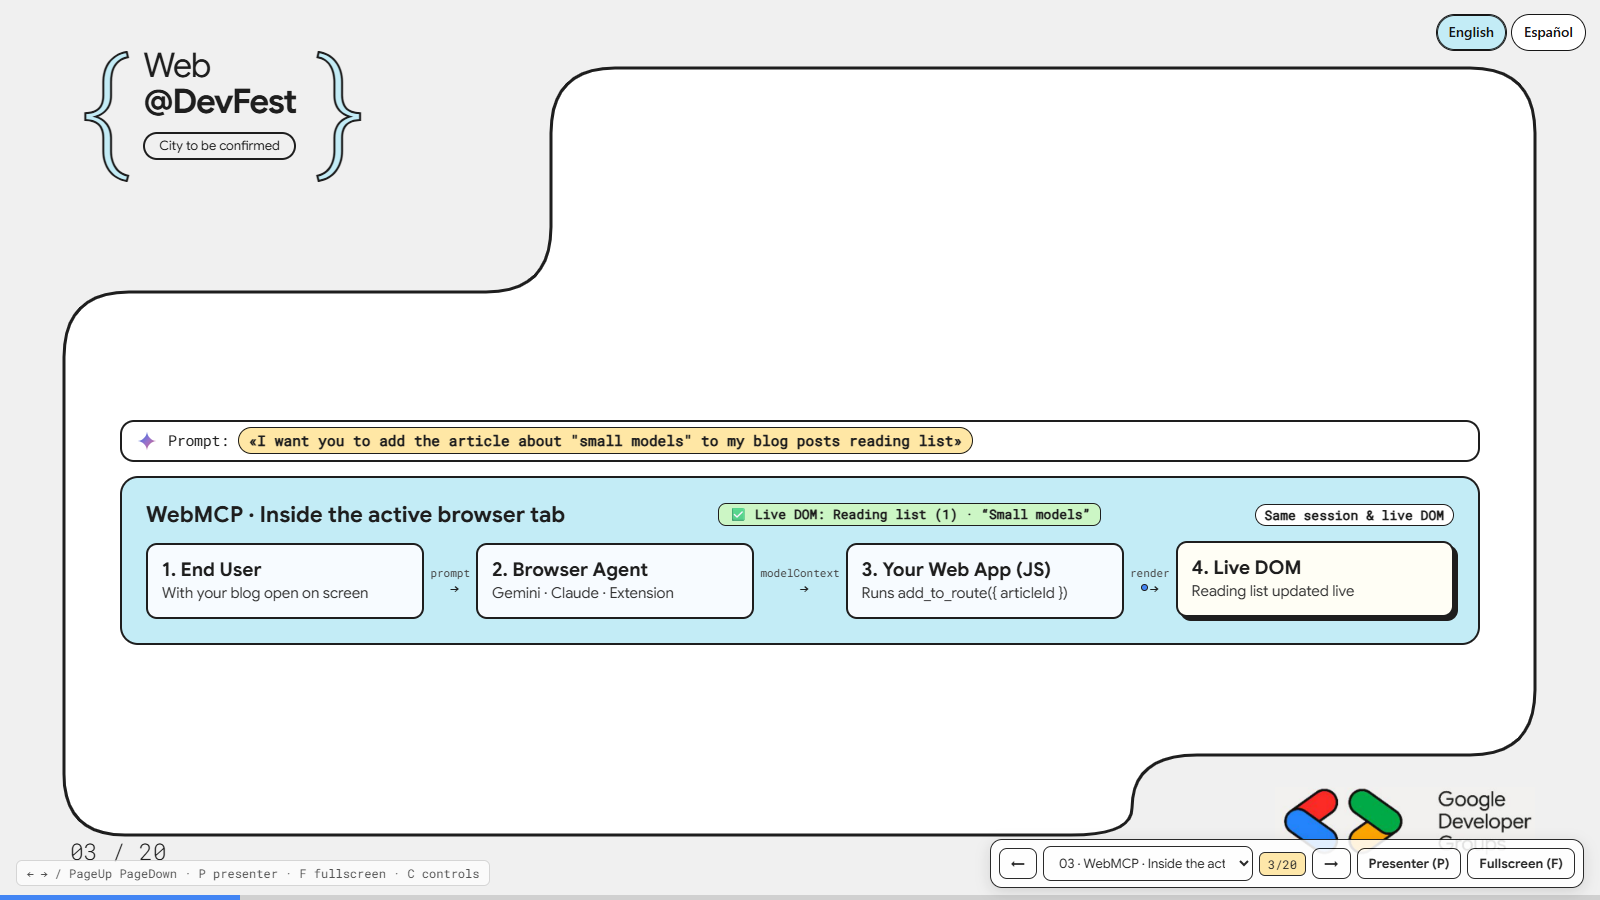 English
Español
Web
@DevFest
City to be confirmed
Prompt: «I want you to add the article about "small models" to my blog posts reading list»
WebMCP · Inside the active browser tab
✅ Live DOM: Reading list (1) · “Small models”
Same session & live DOM
1. End User
With your blog open on screen
prompt
→
2. Browser Agent
Gemini · Claude · Extension
modelContext
→
3. Your Web App (JS)
Runs add_to_route({ articleId })
render
→
4. Live DOM
Reading list updated live
Google
Developer
Groups
03 / 20
← → / PageUp PageDown · P presenter · F fullscreen · C controls
←
03 · WebMCP · Inside the act
3/20
→
Presenter (P)
Fullscreen (F)